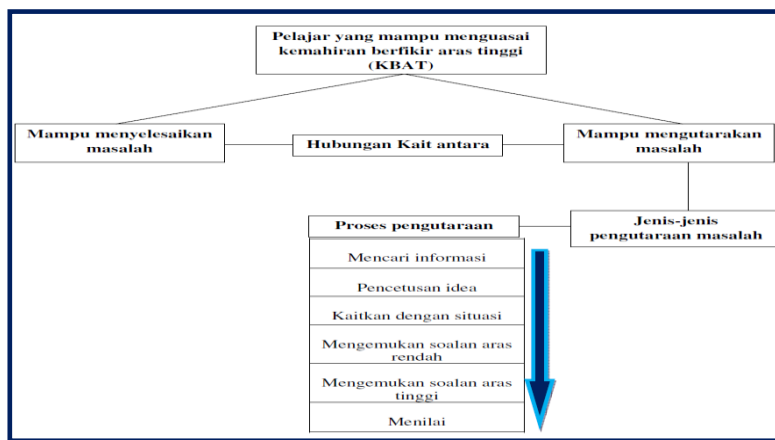 Pelajar yang mampu menguasai
kemahiran berfikir aras tinggi
(KBAT)
Mampu menyelesaikan
masalah
Hubungan Kait antara
Mampu mengutarakan
masalah
Jenis-jenis
pengutaraan masalah
Proses pengutaraan
Mencari informasi
Pencetusan idea
Kaitkan dengan situasi
Mengemukan soalan aras
rendah
Mengemukan soalan aras
tinggi
Menilai